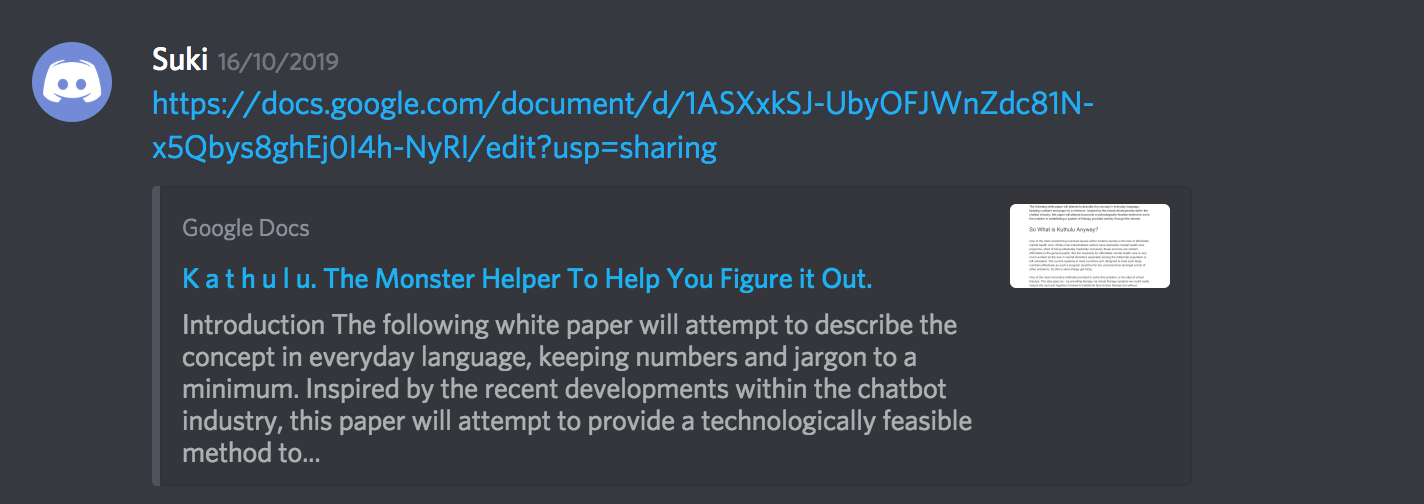 Suki 16/10/2019
https://docs.google.com/document/d/1ASXxkSJ-UbyOFJWnZdc81N-
x5Qbys8ghEj0I4h-NyRI/edit?usp=sharing
Google Docs
K a t h u l u. The Monster Helper To Help You Figure it Out.
Introduction The following white paper will attempt to describe the
concept in everyday language, keeping numbers and jargon to a
minimum. Inspired by the recent developments within the chatbot
industry, this paper will attempt to provide a technologically feasible
method to...
So What is Kuthulu Anyway?